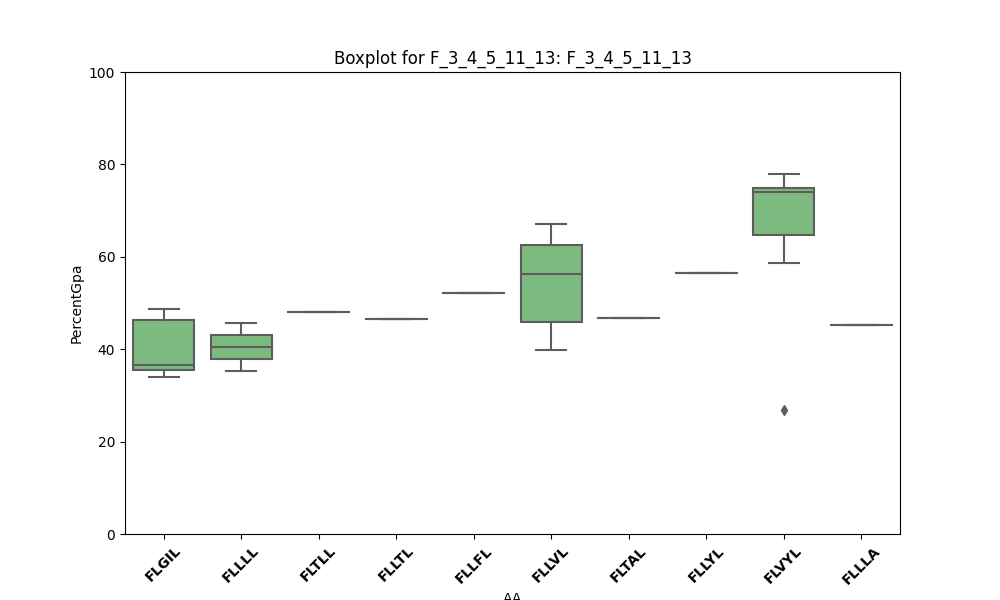 Boxplot for F_3_4_5_11_13: F_3_4_5_11_13
100
80
60
40
20
0
PercentGpa
FLGIL
FLLLL
FLTLL
FLLTL
FLLFL
FLLVL
FLTAL
FLLYL
FLVYL
FLLLA
AA